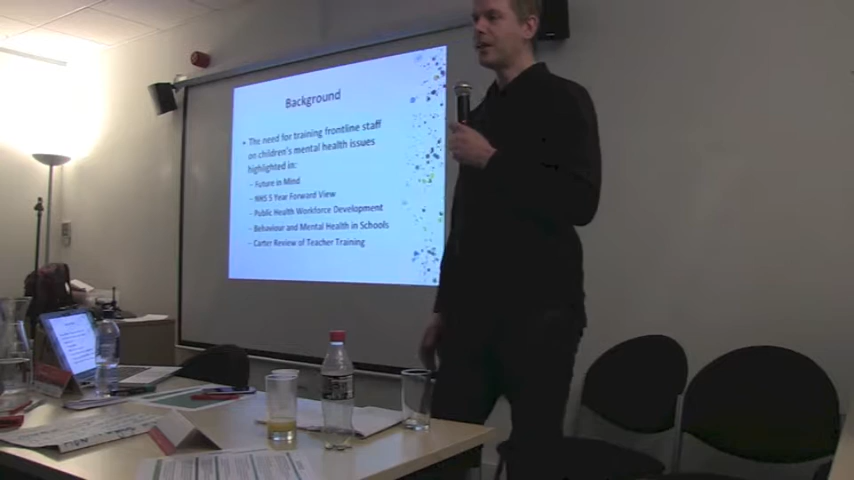 Background
• The need for training frontline staff
on children's mental health issues
highlighted in:
– Future in Mind
– NHS 5 Year Forward View
– Public Health Workforce Development
– Behaviour and Mental Health in Schools
– Carter Review of Teacher Training